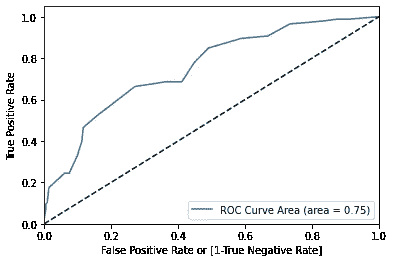 1.0
0.8
0.6
0.4
0.2
0.0
True Positive Rate
ROC Curve Area (area = 0.75)
0.0 0.2 0.4 0.6 0.8 1.0
False Positive Rate or [1-True Negative Rate]